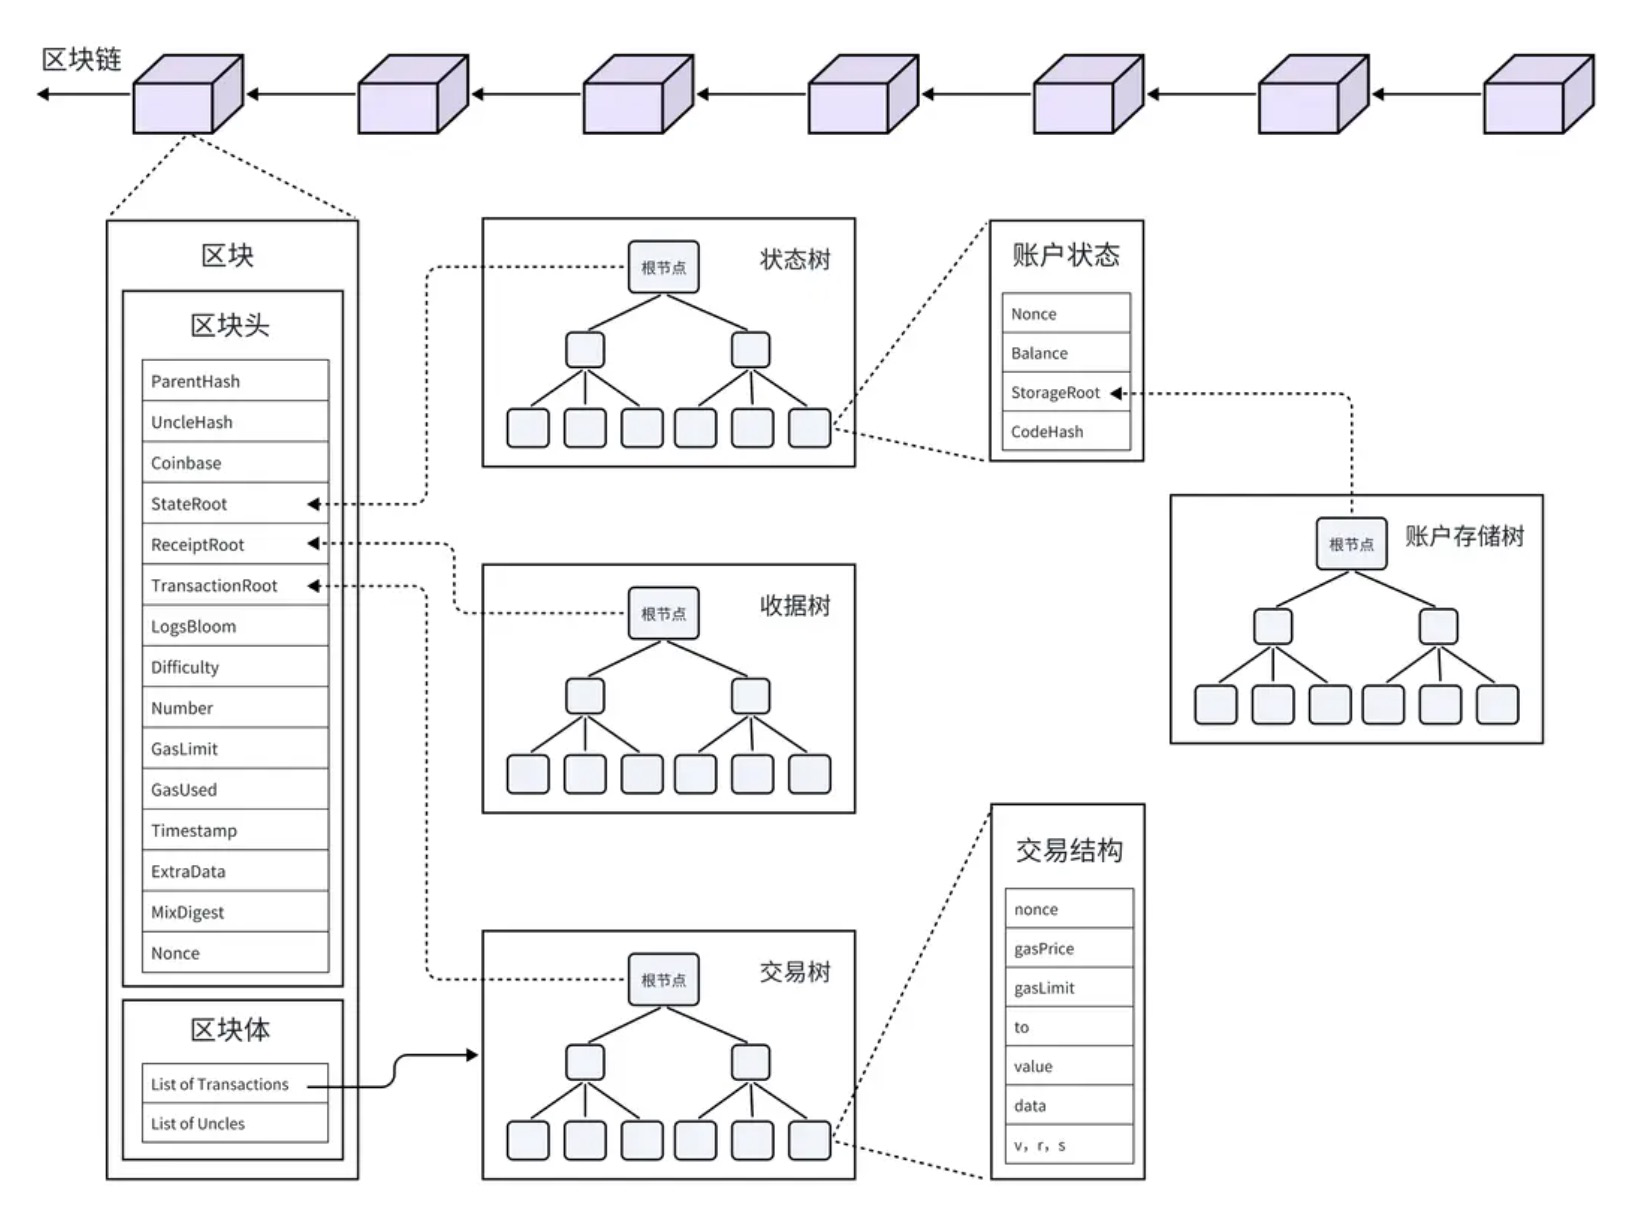 区块链
区块
区块头
ParentHash
UncleHash
Coinbase
StateRoot
ReceiptRoot
TransactionRoot
LogsBloom
Difficulty
Number
GasLimit
GasUsed
Timestamp
ExtraData
MixDigest
Nonce
区块体
List of Transactions
List of Uncles
根节点
状态树
根节点
收据树
根节点
交易树
账户状态
Nonce
Balance
StorageRoot
CodeHash
根节点
账户存储树
交易结构
nonce
gasPrice
gasLimit
to
value
data
v，r，s